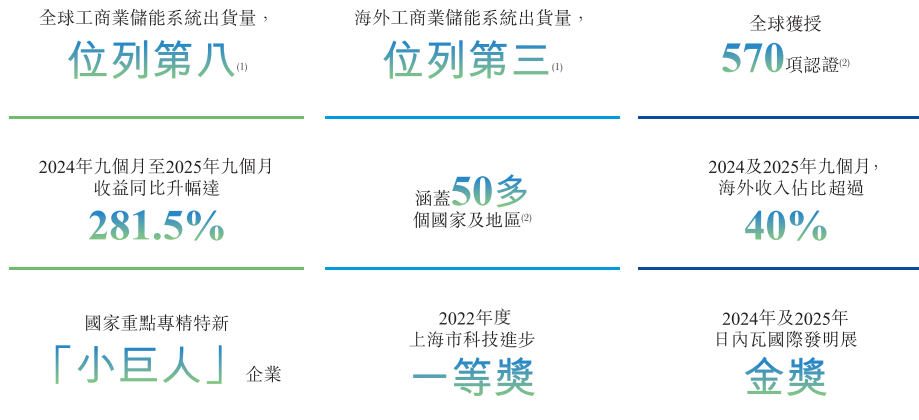 全球工商業儲能系統出貨量，
位列第八(1)
海外工商業儲能系統出貨量，
位列第三(1)
全球獲授
570項認證(2)
2024年九個月至2025年九個月
收益同比升幅達
281.5%
涵蓋50多
個國家及地區(2)
2024及2025年九個月，
海外收入佔比超過
40%
國家重點專精特新
「小巨人」企業
2022年度
上海市科技進步
一等獎
2024年及2025年
日內瓦國際發明展
金獎